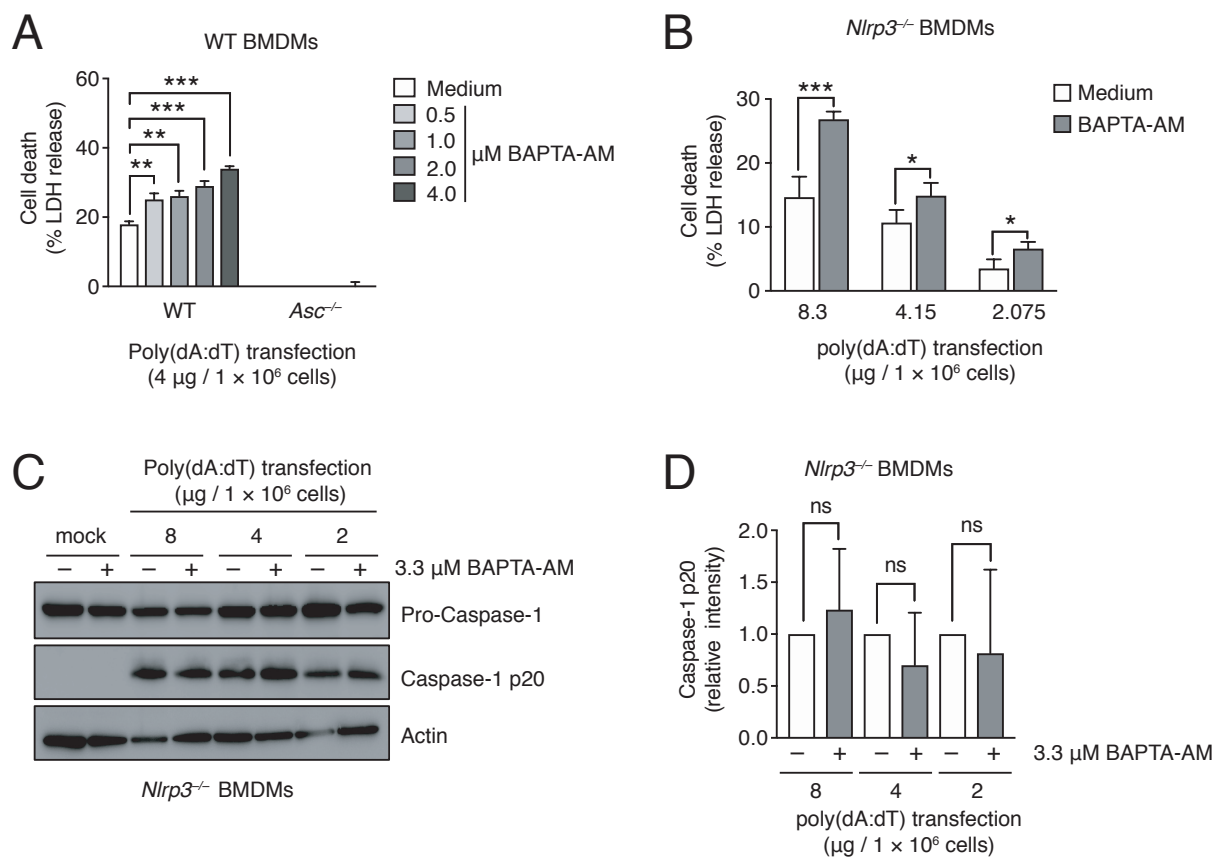 A
WT BMDMs
Cell death
(% LDH release)
60
40
20
0
***
***
**
**
WT
Asc–/–
Poly(dA:dT) transfection
(4 µg / 1 × 10⁶ cells)
Medium
0.5
1.0
2.0
4.0
µM BAPTA-AM
B
Nlrp3–/– BMDMs
Cell death
(% LDH release)
30
20
10
0
***
*
*
8.3
4.15
2.075
poly(dA:dT) transfection
(µg / 1 × 10⁶ cells)
Medium
BAPTA-AM
C
Poly(dA:dT) transfection
(µg / 1 × 10⁶ cells)
mock 8 4 2
– + – + – + – + 3.3 µM BAPTA-AM
Pro-Caspase-1
Caspase-1 p20
Actin
Nlrp3–/– BMDMs
D
Nlrp3–/– BMDMs
Caspase-1 p20
(relative intensity)
2.0
1.5
1.0
0.5
0.0
ns
ns
ns
– + – + – + 3.3 µM BAPTA-AM
8 4 2
poly(dA:dT) transfection
(µg / 1 × 10⁶ cells)